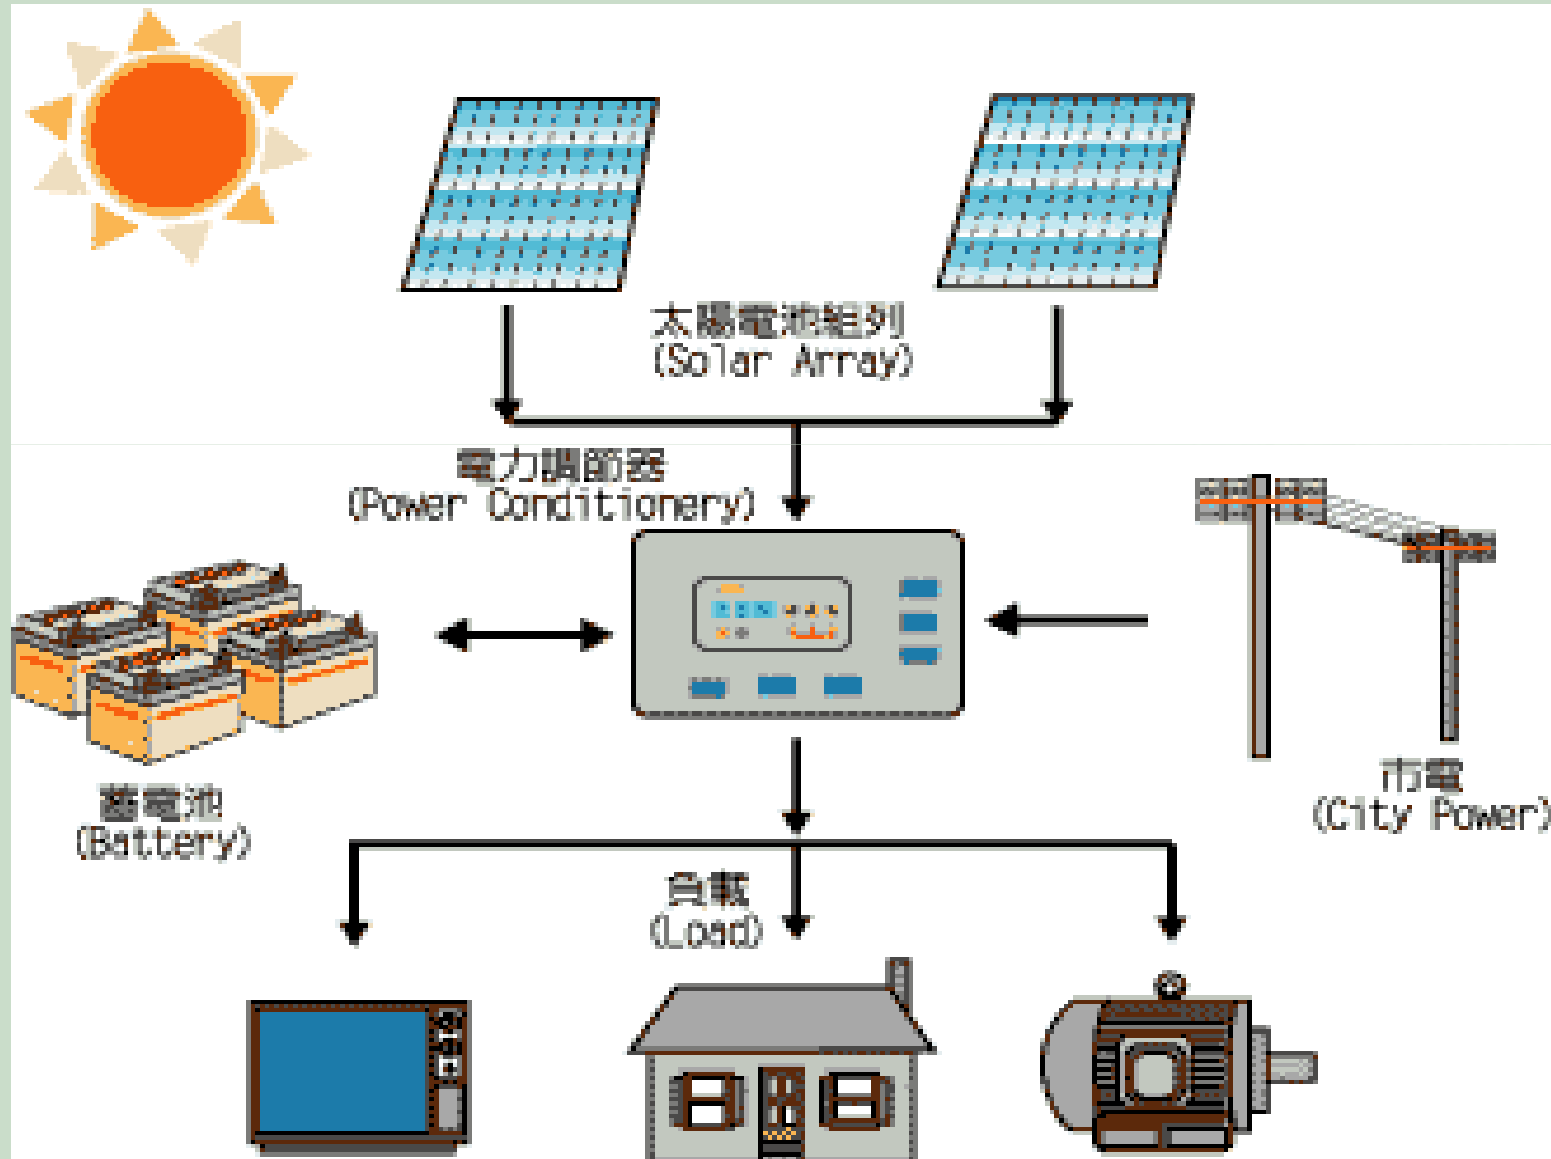 太陽電池組列
(Solar Array)
電力調節器
(Power Conditionery)
蓄電池
(Battery)
市電
(City Power)
負載
(Load)